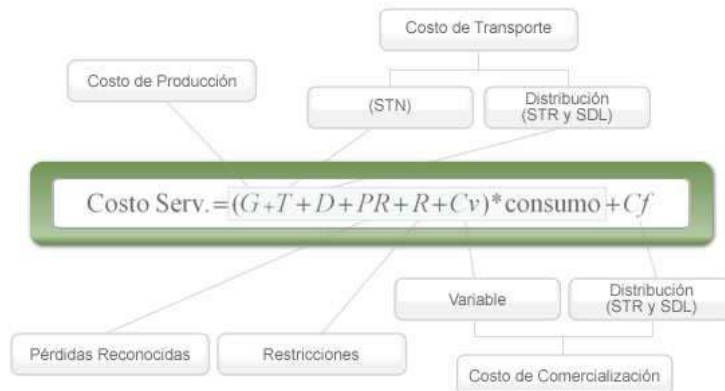 Costo de Transporte
Costo de Producción
(STN)
Distribución
(STR y SDL)
Costo Serv.=(G+T+D+PR+R+Cv)*consumo+Cf
Variable
Distribución
(STR y SDL)
Pérdidas Reconocidas
Restricciones
Costo de Comercialización